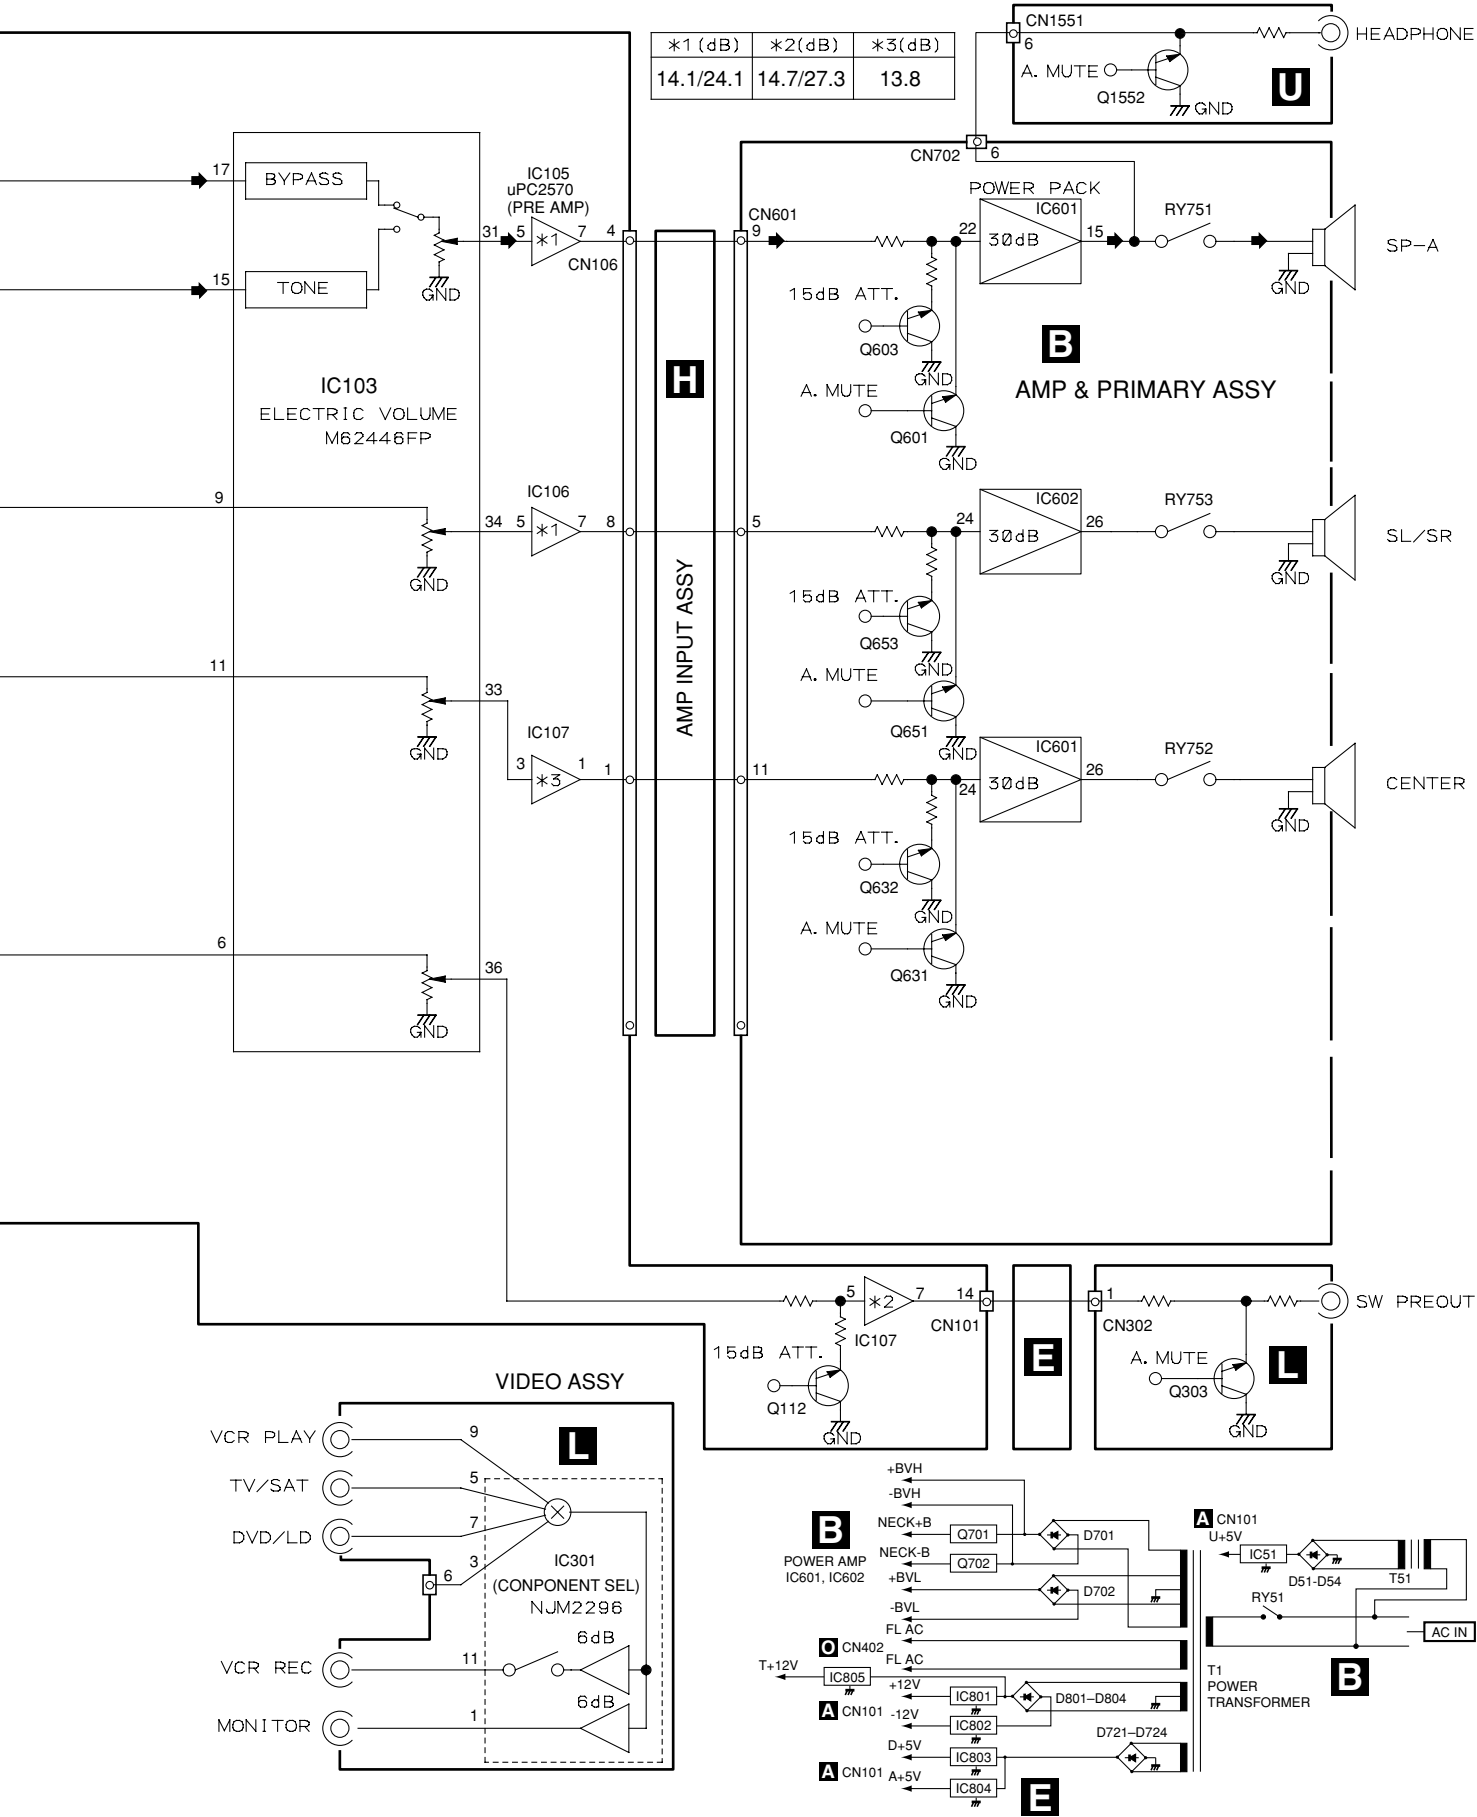 *1(dB) *2(dB) *3(dB)
14.1/24.1 14.7/27.3 13.8
CN1551
6
HEADPHONE
A. MUTE
Q1552
GND
U
CN702 6
17 BYPASS
15 TONE
GND
31 5 *1 7 4
IC105
uPC2570
(PRE AMP)
CN106
CN601
9
22
POWER PACK
IC601
30dB
15
RY751
SP-A
GND
15dB ATT.
Q603
GND
A. MUTE
Q601
GND
B
AMP & PRIMARY ASSY
H
AMP INPUT ASSY
IC103
ELECTRIC VOLUME
M62446FP
9
GND
34 5 *1 7 8
IC106
5
24
IC602
30dB
26
RY753
SL/SR
GND
15dB ATT.
Q653
GND
A. MUTE
Q651
GND
11
GND
33
IC107
3 *3 1 1
11
24
IC601
30dB
26
RY752
CENTER
GND
15dB ATT.
Q632
GND
A. MUTE
Q631
GND
6
36
GND
5 *2 7 14
IC107
CN101
15dB ATT.
Q112
GND
E
1
CN302
SW PREOUT
A. MUTE
Q303
GND
L
VIDEO ASSY
L
VCR PLAY 9
TV/SAT 5
DVD/LD 7
3
6
IC301
(CONPONENT SEL)
NJM2296
6dB
VCR REC 11
6dB
MONITOR 1
B
POWER AMP
IC601, IC602
+BVH
-BVH
NECK+B Q701 D701
NECK-B Q702
+BVL D702
-BVL
FL AC
O CN402
FL AC
T+12V IC805
+12V IC801 D801–D804
A CN101
-12V IC802
D+5V IC803 D721–D724
A CN101
A+5V IC804
E
A CN101
U+5V
IC51
D51-D54
T51
RY51
AC IN
B
T1
POWER
TRANSFORMER